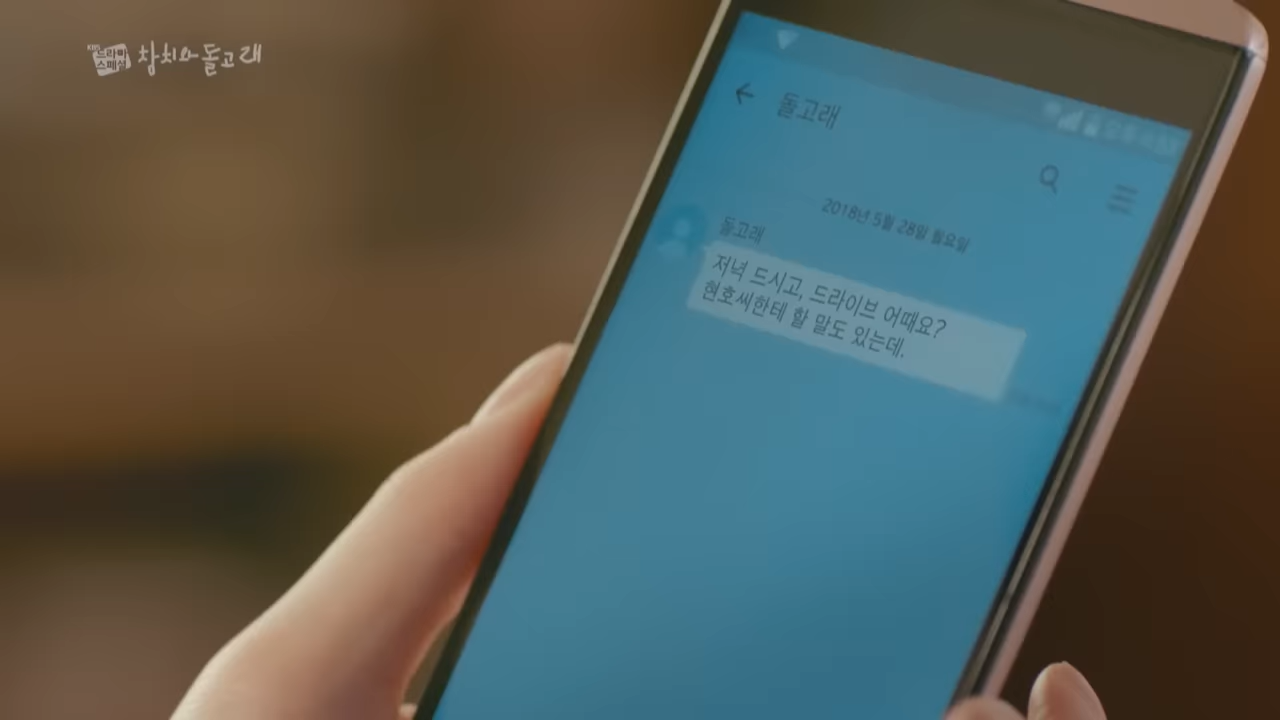 KBS
드라마
스페셜
참치와 돌고래
돌고래
2018년 5월 28일 월요일
돌고래
저녁 드시고, 드라이브 어때요?
현호씨한테 할 말도 있는데.